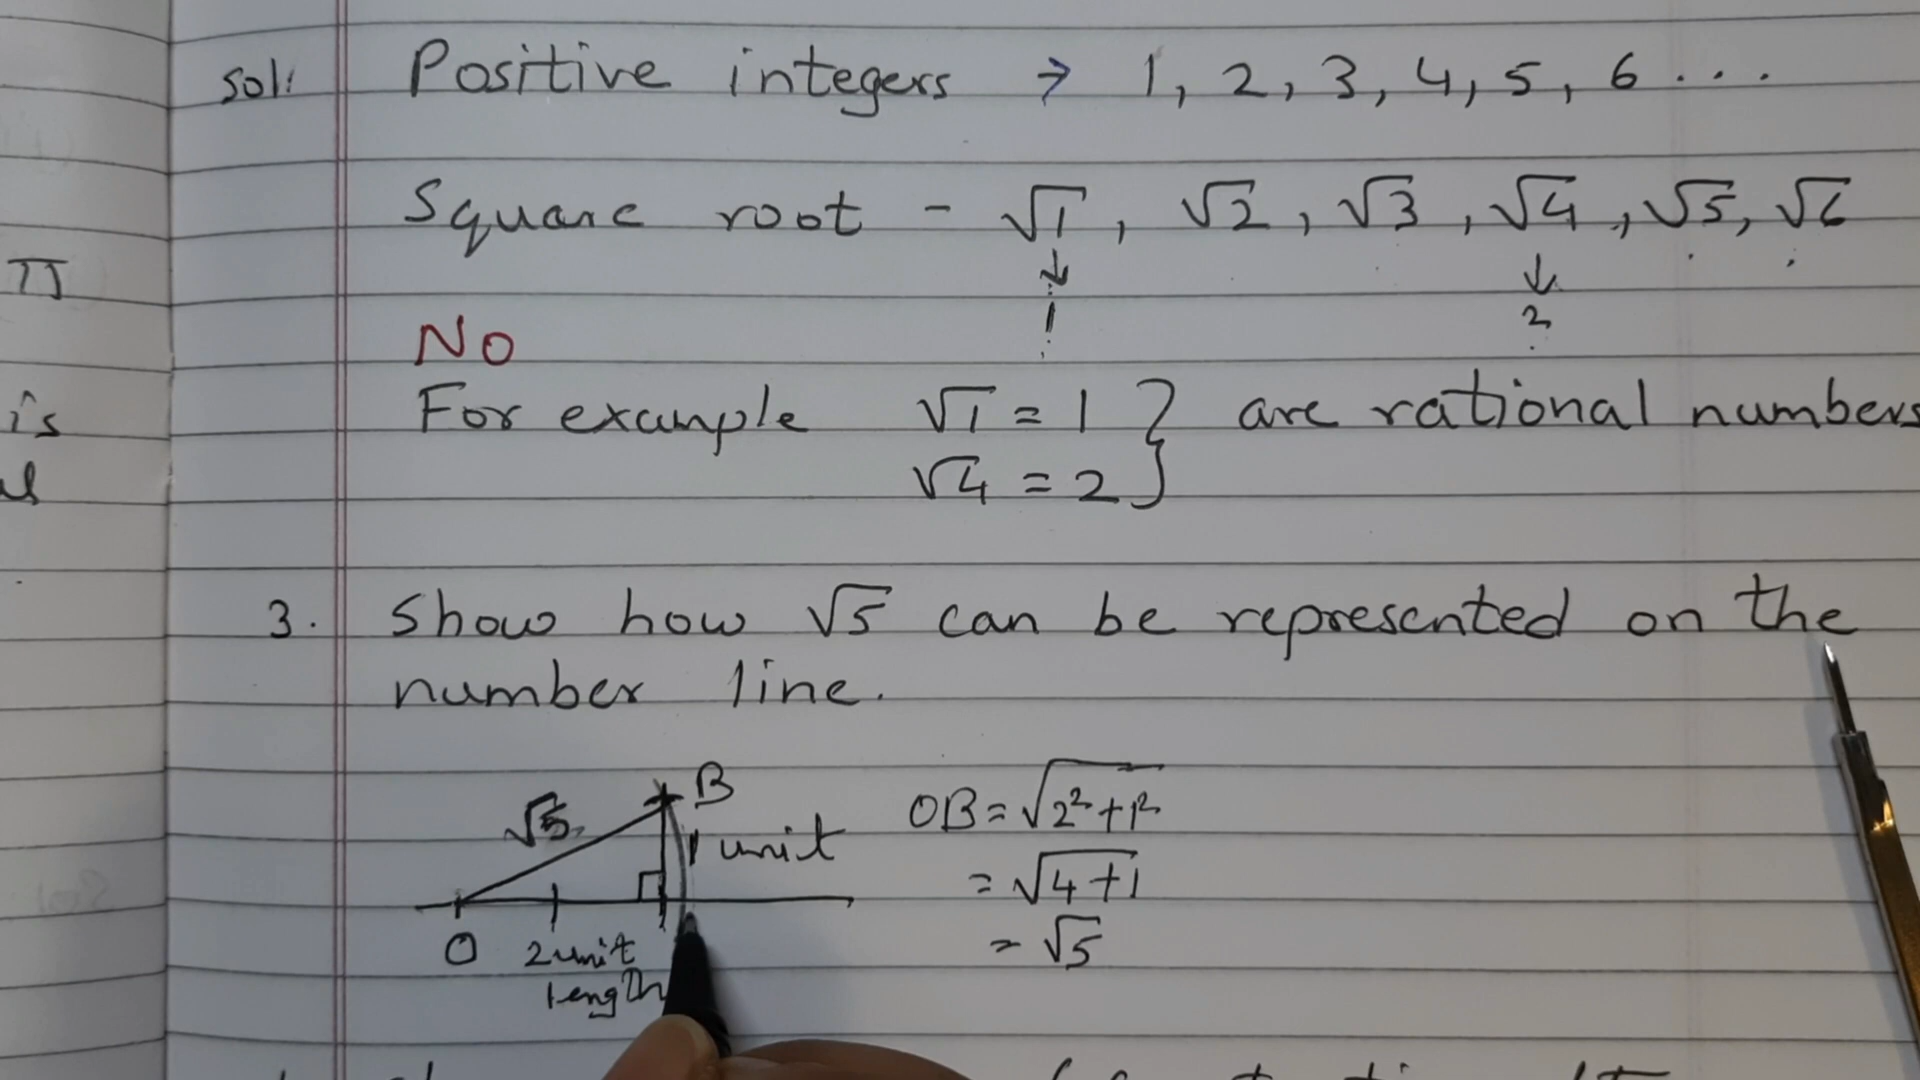 π
is
sol: Positive integers → 1, 2, 3, 4, 5, 6 ...
Square root - √1, √2, √3, √4, √5, √6
↓ ↓
1 2
No
For example √1 = 1 } are rational numbers
√4 = 2
3. Show how √5 can be represented on the
number line.
B
√5
1 unit
O 2 unit
length
OB = √2²+1²
= √4+1
= √5